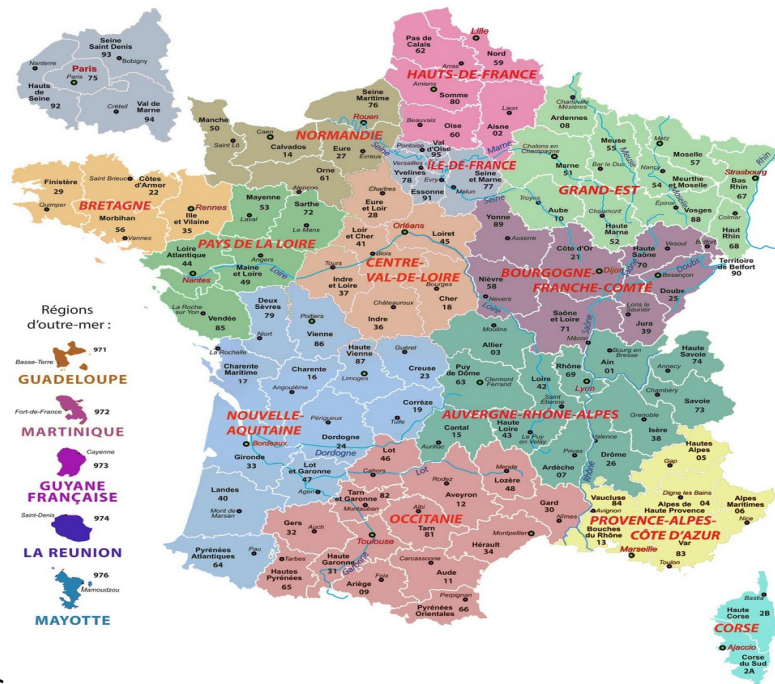 Seine
Saint Denis
93
Bobigny
Nanterre
Paris
Paris 75
Hauts
de
Seine 92
Créteil
Val de
Marne
94
Lille
Pas de
Calais
62
Nord
59
Arras
HAUTS-DE-FRANCE
Amiens
Somme
80
Laon
Beauvais
Oise
60
Aisne 02
Charleville
Mézières
Ardennes
08
Seine
Maritime
76
Rouen
NORMANDIE
Manche
50
Saint Lô
Caen
Calvados
14
Eure
27
Evreux
Orne
61
Alençon
Seine
Pontoise
Val
d'Oise
95
Marne
ÎLE-DE-FRANCE
Versailles
Yvelines
78
Evry
Essonne
91
Melun
Seine
et Marne
77
Seine
Chalons en
Champagne
Marne
51
Meuse
55
Bar le Duc
Meuse
Metz
Moselle
57
Nancy
54
Meurthe et
Moselle
Moselle
Rhin
Strasbourg
Bas
Rhin
67
GRAND-EST
Troyes
Aube
10
Chaumont
Haute
Marne
52
Epinal
Vosges
88
Colmar
Haut
Rhin
68
Finistère
29
Quimper
Saint Brieuc
Côtes
d'Armor
22
BRETAGNE
Morbihan
56
Vannes
Rennes
Ille
et Vilaine
35
Mayenne
53
Laval
Sarthe
72
Le Mans
PAYS DE LA LOIRE
Loire
Atlantique
44
Nantes
Angers
Maine
Loire
49
Loire
La Roche
sur Yon
Vendée
85
Chartres
Eure et
Loir
28
Loir
et Cher
41
Blois
Orléans
Loiret
45
Tours
CENTRE-
VAL-DE-LOIRE
Indre
et Loire
37
Bourges
Châteauroux
Cher
18
Indre
36
Yonne
89
Auxerre
Côte d'Or
21
Dijon
Haute
Saône
70
Vesoul
Belfort
Territoire
de Belfort
90
BOURGOGNE-
FRANCHE-COMTÉ
Besançon
Doubs
Doubs
25
Nièvre
58
Nevers
Loire
Saône
et Loire
71
Saône
Mâcon
Lons le
Saunier
Jura
39
Deux
Sèvres
79
Niort
Poitiers
Vienne
86
La Rochelle
Charente
Maritime
17
Charente
16
Angoulême
Haute
Vienne
87
Limoges
Guéret
Creuse
23
Corrèze
19
Tulle
Périgueux
Dordogne
24
Dordogne
NOUVELLE-
AQUITAINE
Bordeaux
Gironde
33
Lot
et Garonne
47
Agen
Landes
40
Mont de
Marsan
Pyrénées
Atlantiques
64
Pau
Moulins
Allier
03
Puy
de Dôme
63
Clermont
Ferrand
Loire
42
Saint
Étienne
Rhône
69
Lyon
Bourg en
Bresse
Ain
01
Haute
Savoie
74
Annecy
Chambéry
Savoie
73
AUVERGNE-RHÔNE-ALPES
Grenoble
Isère
38
Cantal
15
Aurillac
Haute
Loire
43
Le Puy
en Velay
Valence
Privas
Ardèche
07
Drôme
26
Rhône
Lot
46
Cahors
Lot
Rodez
Aveyron
12
Mende
Lozère
48
Tarn
et Garonne
82
Montauban
Albi
Tarn
81
OCCITANIE
Gard
30
Nîmes
Montpellier
Hérault
34
Gers
32
Auch
Toulouse
Haute
Garonne
31
Garonne
Tarbes
Hautes
Pyrénées
65
Carcassonne
Aude
11
Foix
Ariège
09
Perpignan
Pyrénées
Orientales
66
Hautes
Alpes
05
Gap
Vaucluse
84
Avignon
Digne les Bains
04
Alpes de
Haute Provence
Alpes
Maritimes
06
Nice
PROVENCE-ALPES-
CÔTE D'AZUR
Bouches
du Rhône
13
Marseille
Var
83
Toulon
Bastia
Haute
Corse
2B
CORSE
Ajaccio
Corse
du Sud
2A
Régions
d'outre-mer :
971
Basse-Terre
GUADELOUPE
Fort-de-France
972
MARTINIQUE
Cayenne
973
GUYANE
FRANÇAISE
Saint-Denis
974
LA REUNION
976
Mamoudzou
MAYOTTE